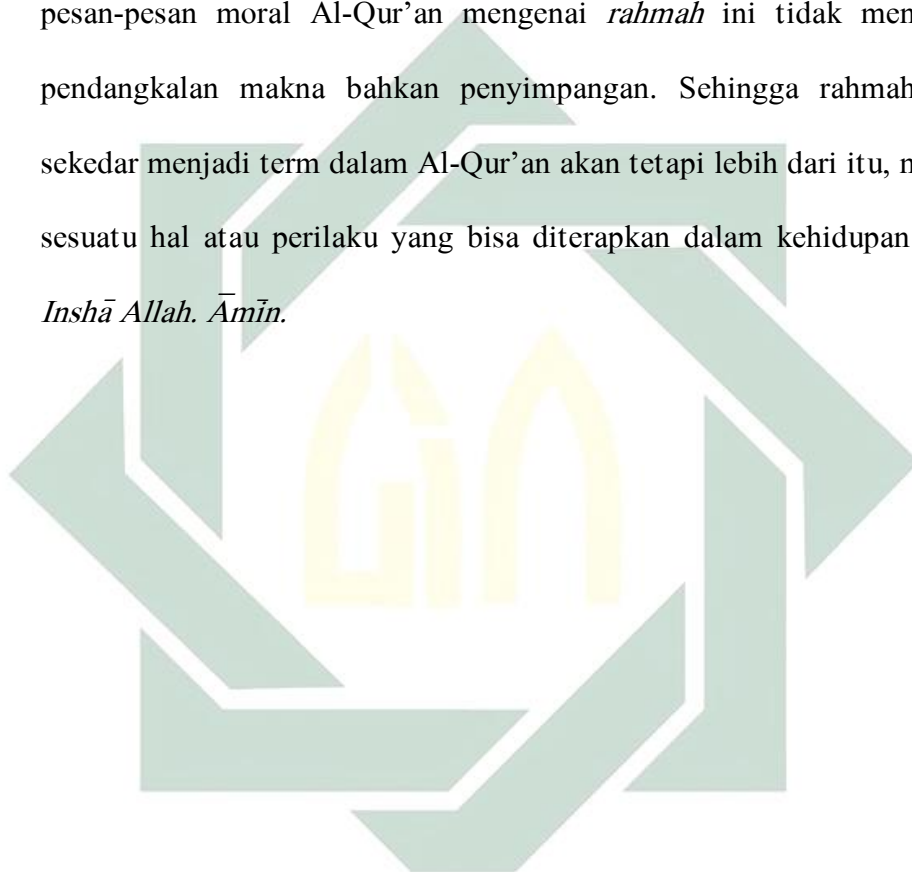 pesan-pesan moral Al-Qur’an mengenai rahmah ini tidak men
pendangkalan makna bahkan penyimpangan. Sehingga rahmah
sekedar menjadi term dalam Al-Qur’an akan tetapi lebih dari itu, m
sesuatu hal atau perilaku yang bisa diterapkan dalam kehidupan
Inshā Allah. Āmīn.